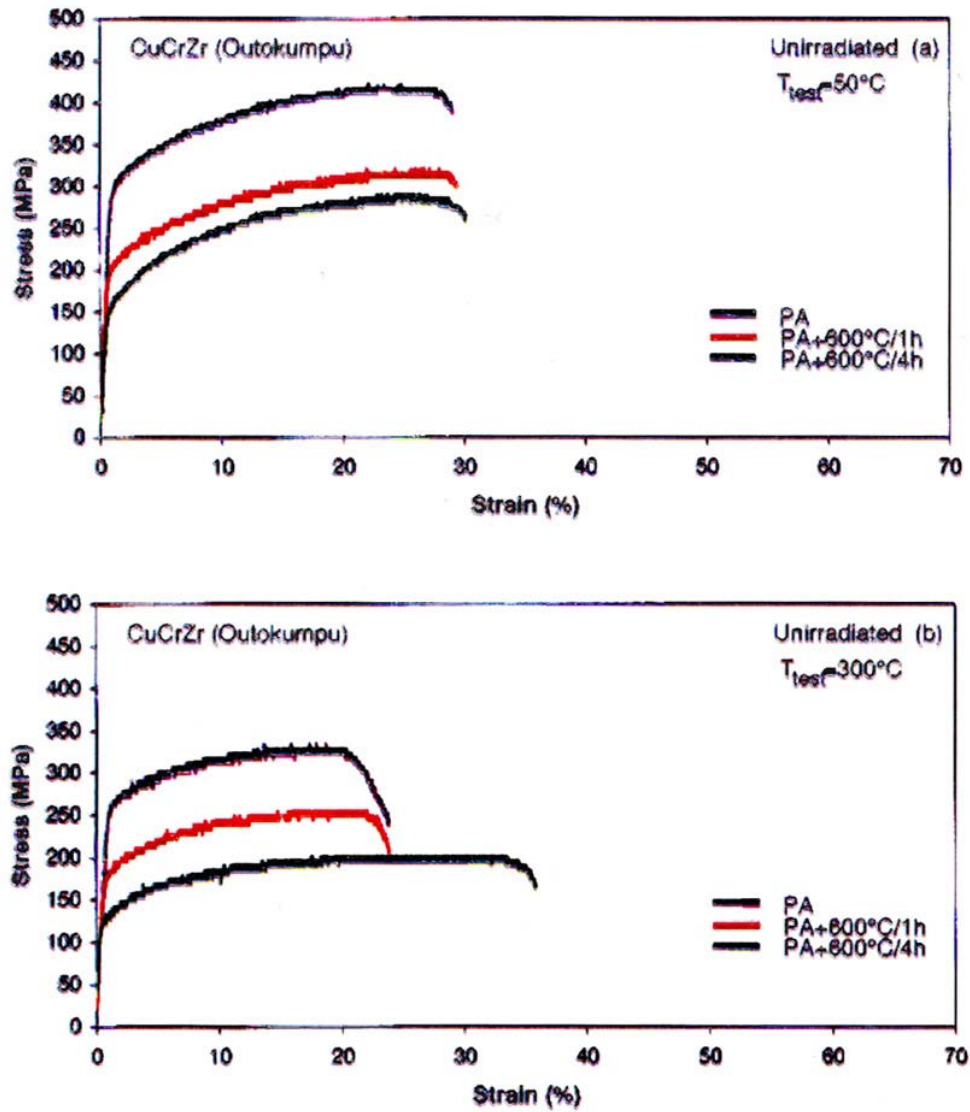 500
CuCrZr (Outokumpu)
Unirradiated (a)
450
T_test=50°C
400
350
300
250
200
150
100
50
0
Stress (MPa)
PA
PA+600°C/1h
PA+600°C/4h
0 10 20 30 40 50 60 70
Strain (%)
500
CuCrZr (Outokumpu)
Unirradiated (b)
450
T_test=300°C
400
350
300
250
200
150
100
50
0
Stress (MPa)
PA
PA+600°C/1h
PA+600°C/4h
0 10 20 30 40 50 60 70
Strain (%)